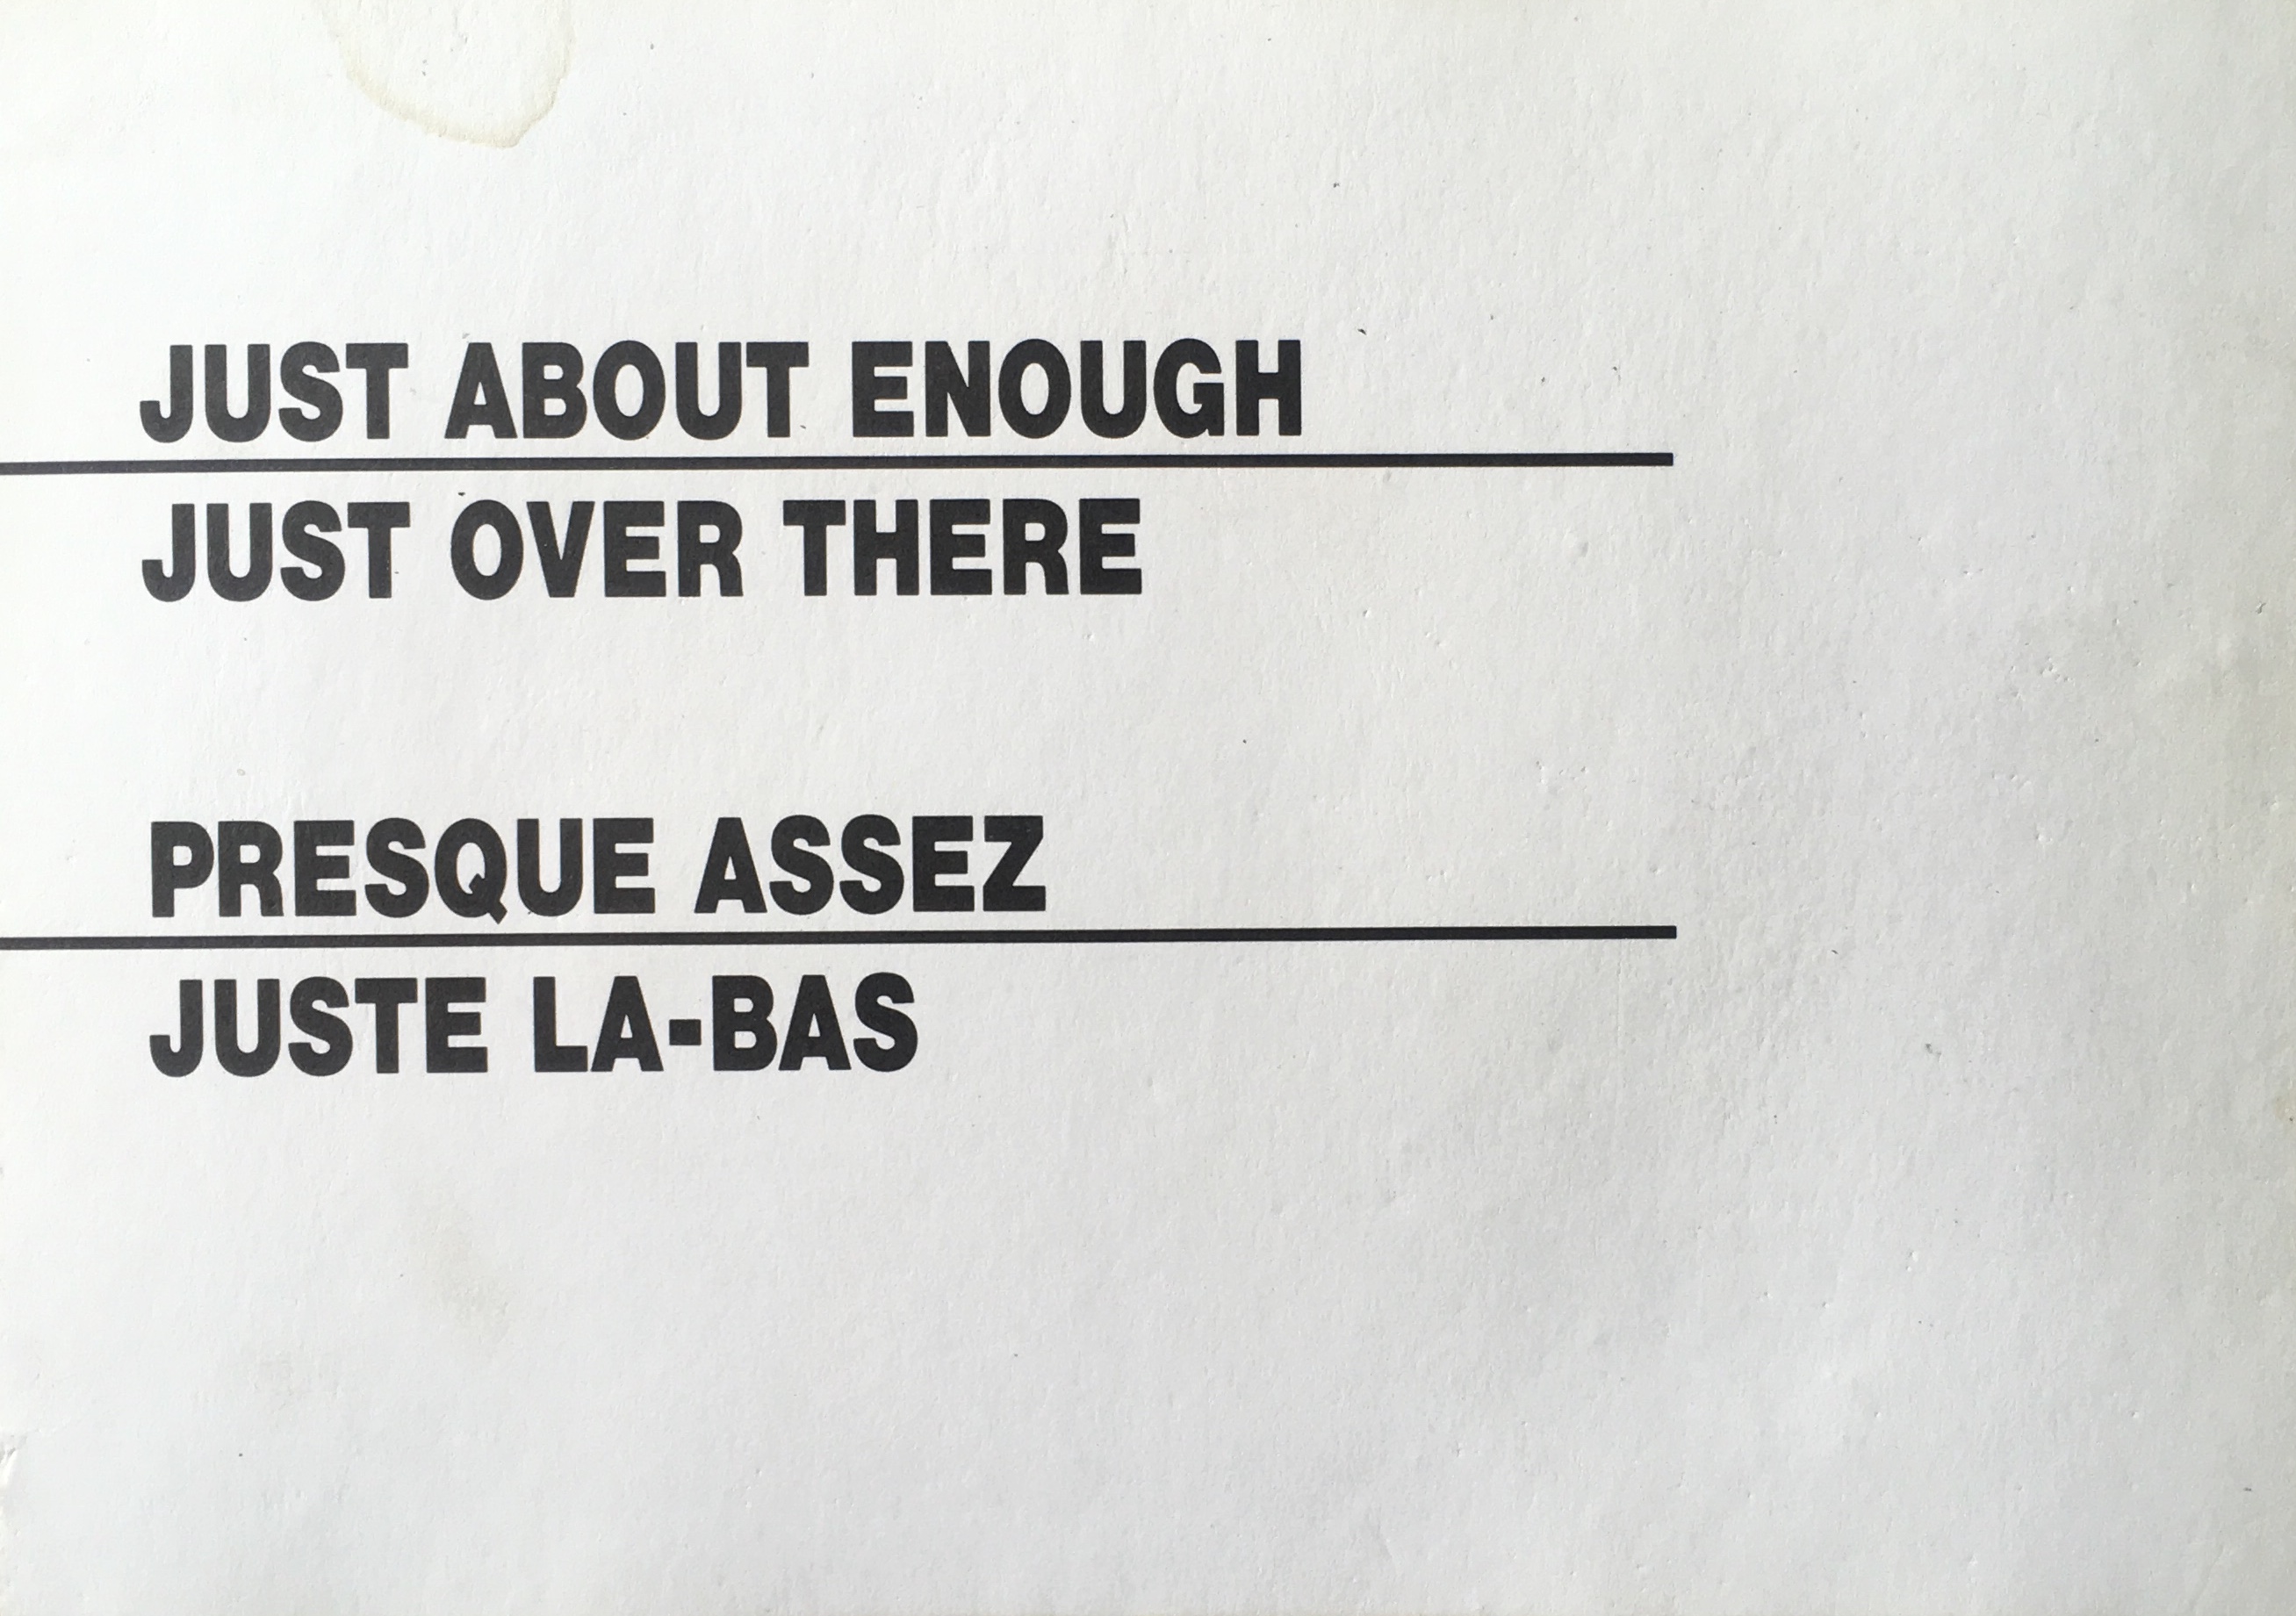 JUST ABOUT ENOUGH
JUST OVER THERE
PRESQUE ASSEZ
JUSTE LA-BAS